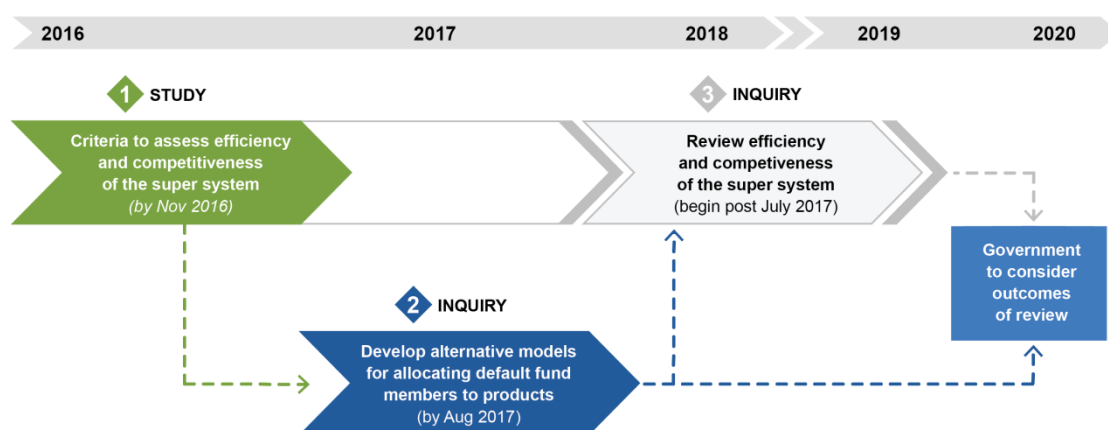 2016 2017 2018 2019 2020
1 STUDY
3 INQUIRY
Criteria to assess efficiency
and competitiveness
of the super system
(by Nov 2016)
Review efficiency
and competiveness
of the super system
(begin post July 2017)
Government
to consider
outcomes
of review
2 INQUIRY
Develop alternative models
for allocating default fund
members to products
(by Aug 2017)